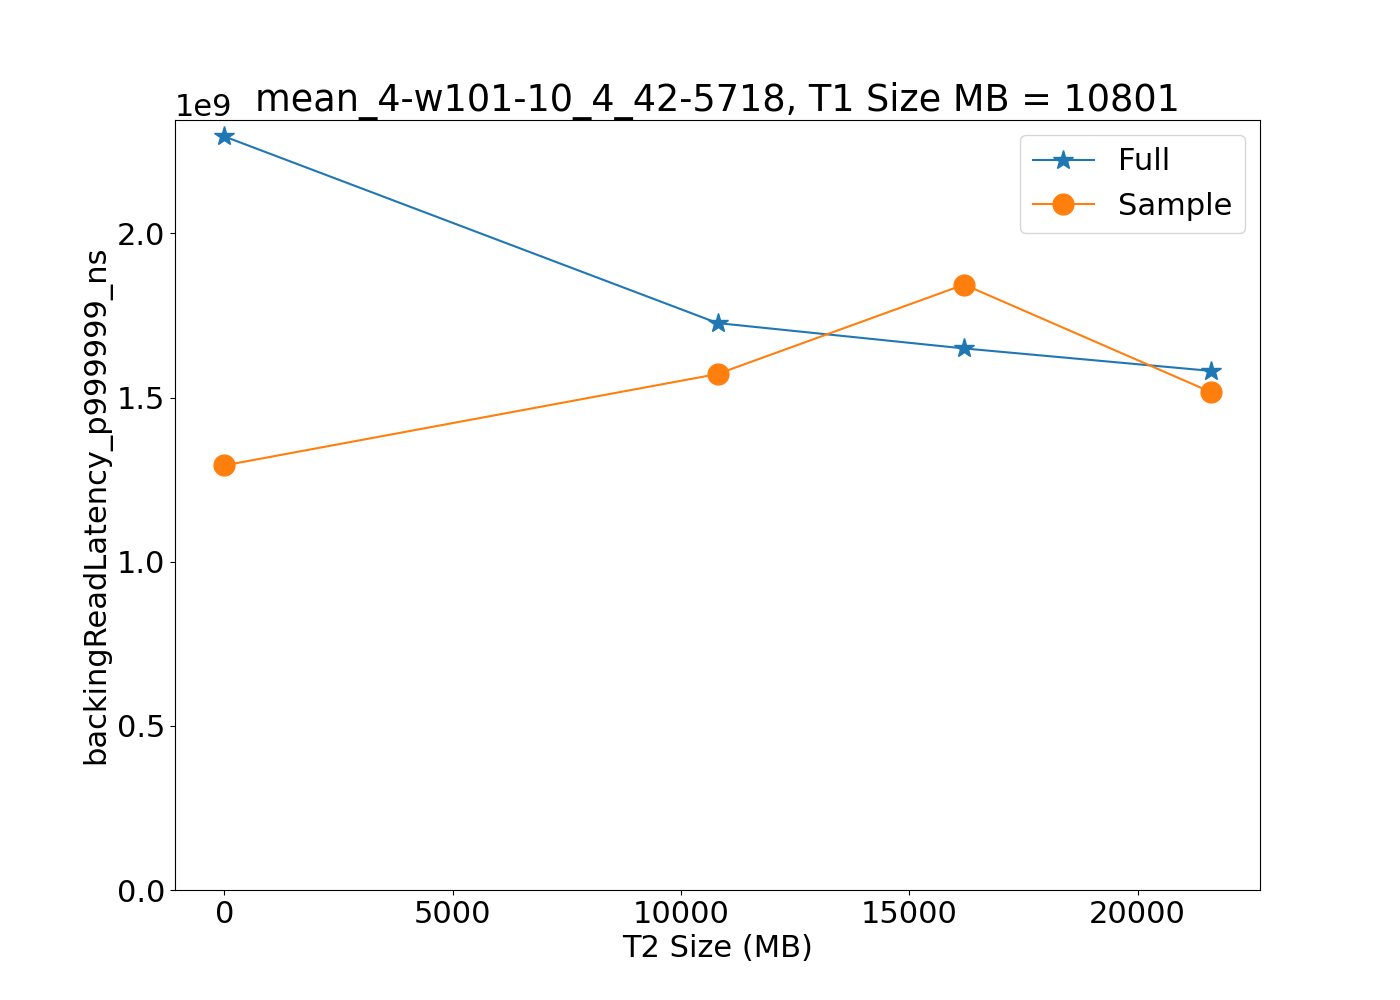 1e9
mean_4-w101-10_4_42-5718, T1 Size MB = 10801
Full
Sample
2.0
1.5
1.0
0.5
0.0
backingReadLatency_p999999_ns
0 5000 10000 15000 20000
T2 Size (MB)